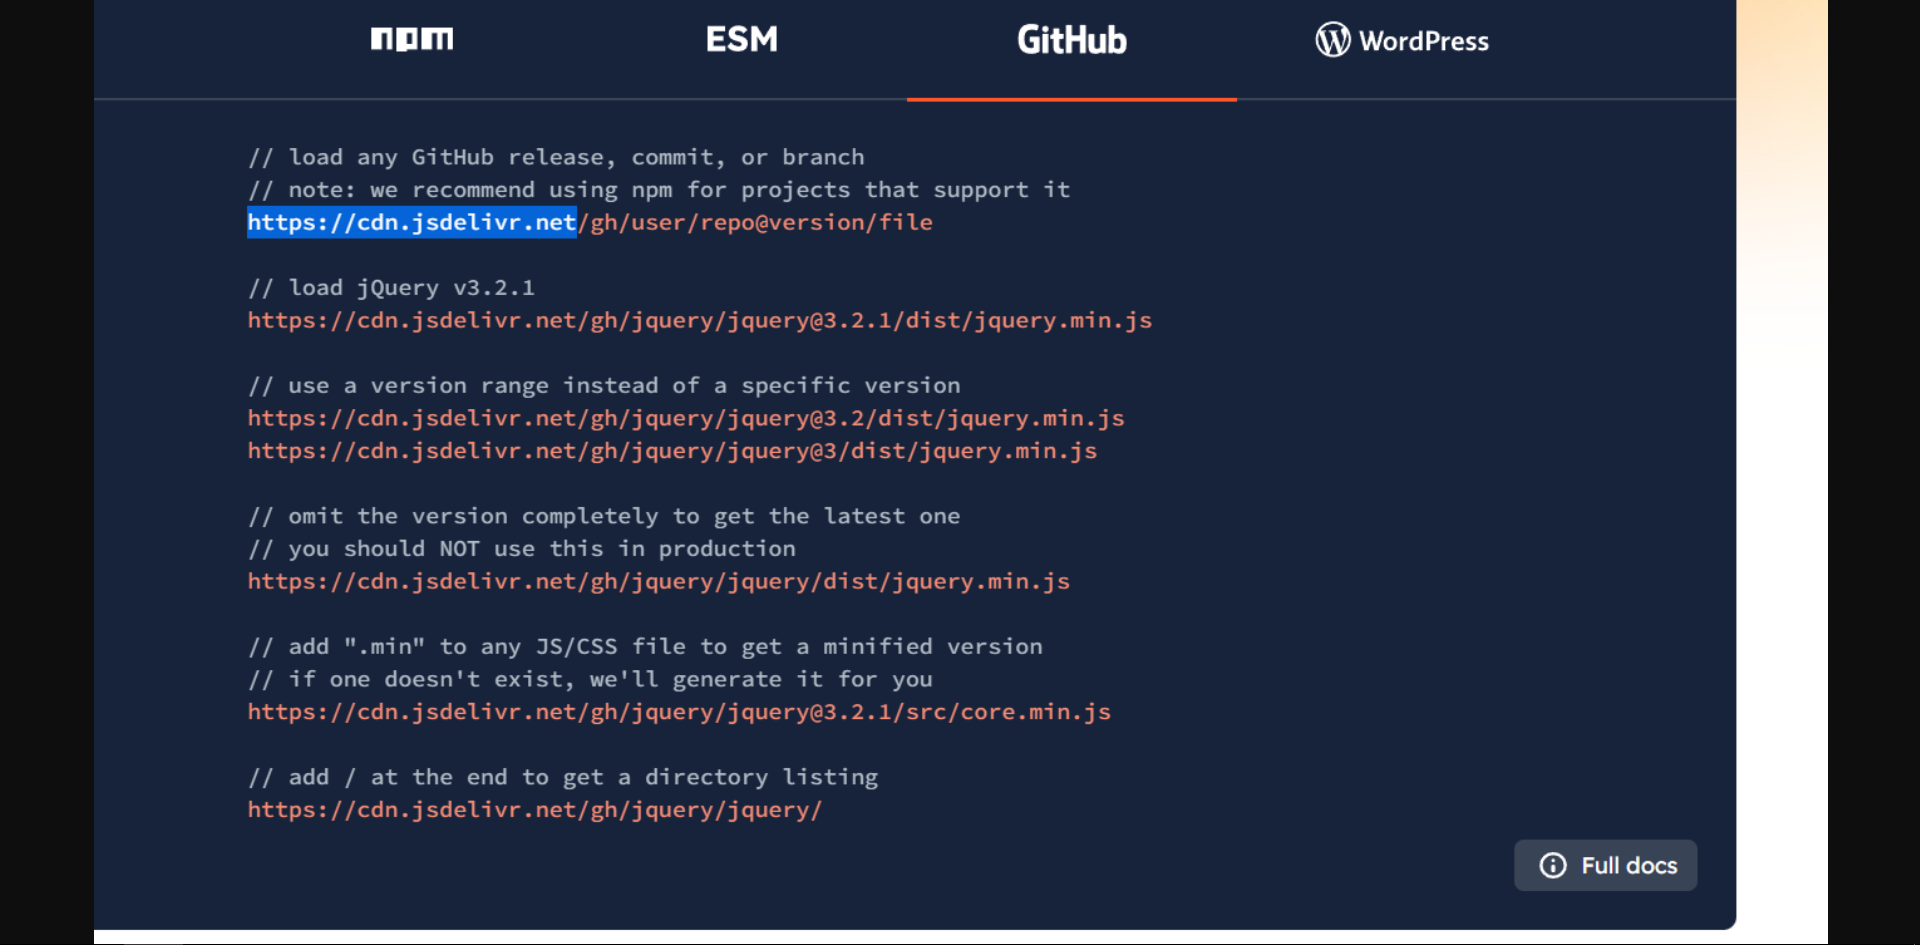 npm
ESM
GitHub
WordPress
// load any GitHub release, commit, or branch
// note: we recommend using npm for projects that support it
https://cdn.jsdelivr.net/gh/user/repo@version/file
// load jQuery v3.2.1
https://cdn.jsdelivr.net/gh/jquery/jquery@3.2.1/dist/jquery.min.js
// use a version range instead of a specific version
https://cdn.jsdelivr.net/gh/jquery/jquery@3.2/dist/jquery.min.js
https://cdn.jsdelivr.net/gh/jquery/jquery@3/dist/jquery.min.js
// omit the version completely to get the latest one
// you should NOT use this in production
https://cdn.jsdelivr.net/gh/jquery/jquery/dist/jquery.min.js
// add ".min" to any JS/CSS file to get a minified version
// if one doesn't exist, we'll generate it for you
https://cdn.jsdelivr.net/gh/jquery/jquery@3.2.1/src/core.min.js
// add / at the end to get a directory listing
https://cdn.jsdelivr.net/gh/jquery/jquery/
Full docs